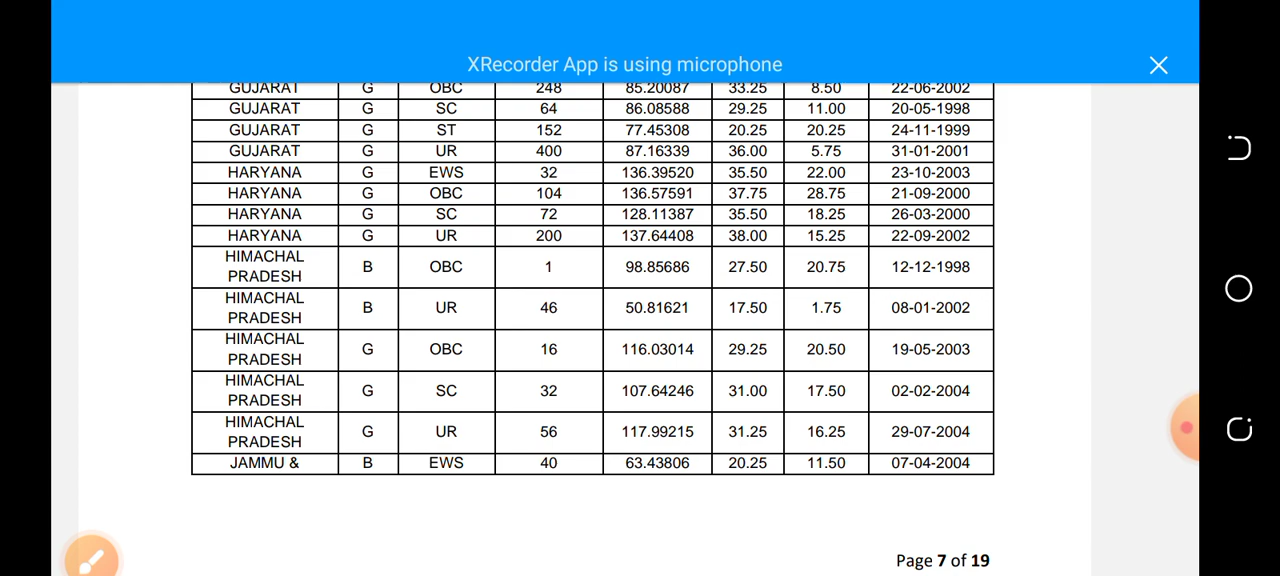 XRecorder App is using microphone
GUJARAT G OBC 248 85.20087 33.25 8.50 22-06-2002
GUJARAT G SC 64 86.08588 29.25 11.00 20-05-1998
GUJARAT G ST 152 77.45308 20.25 20.25 24-11-1999
GUJARAT G UR 400 87.16339 36.00 5.75 31-01-2001
HARYANA G EWS 32 136.39520 35.50 22.00 23-10-2003
HARYANA G OBC 104 136.57591 37.75 28.75 21-09-2000
HARYANA G SC 72 128.11387 35.50 18.25 26-03-2000
HARYANA G UR 200 137.64408 38.00 15.25 22-09-2002
HIMACHAL
PRADESH B OBC 1 98.85686 27.50 20.75 12-12-1998
HIMACHAL
PRADESH B UR 46 50.81621 17.50 1.75 08-01-2002
HIMACHAL
PRADESH G OBC 16 116.03014 29.25 20.50 19-05-2003
HIMACHAL
PRADESH G SC 32 107.64246 31.00 17.50 02-02-2004
HIMACHAL
PRADESH G UR 56 117.99215 31.25 16.25 29-07-2004
JAMMU & B EWS 40 63.43806 20.25 11.50 07-04-2004
Page 7 of 19